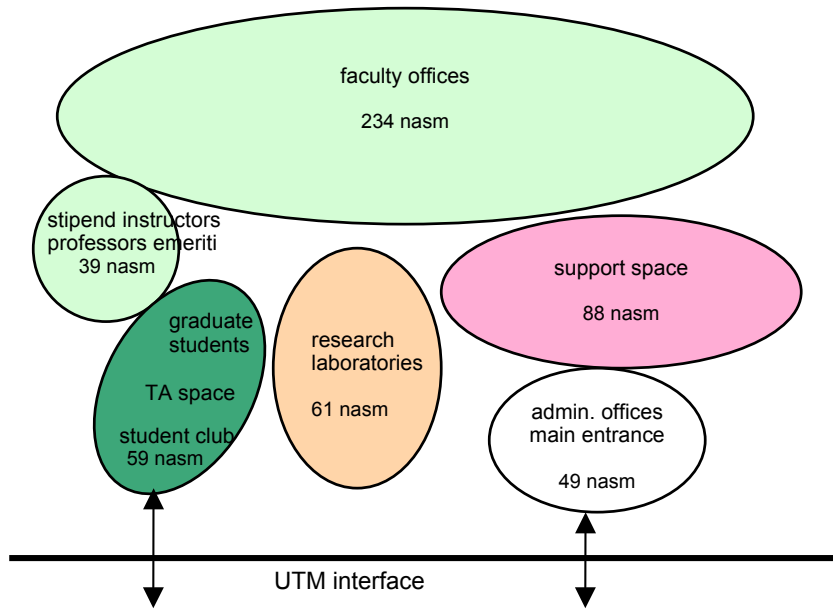 faculty offices
234 nasm
stipend instructors
professors emeriti
39 nasm
support space
88 nasm
graduate
students
TA space
student club
59 nasm
research
laboratories
61 nasm
admin. offices
main entrance
49 nasm
UTM interface